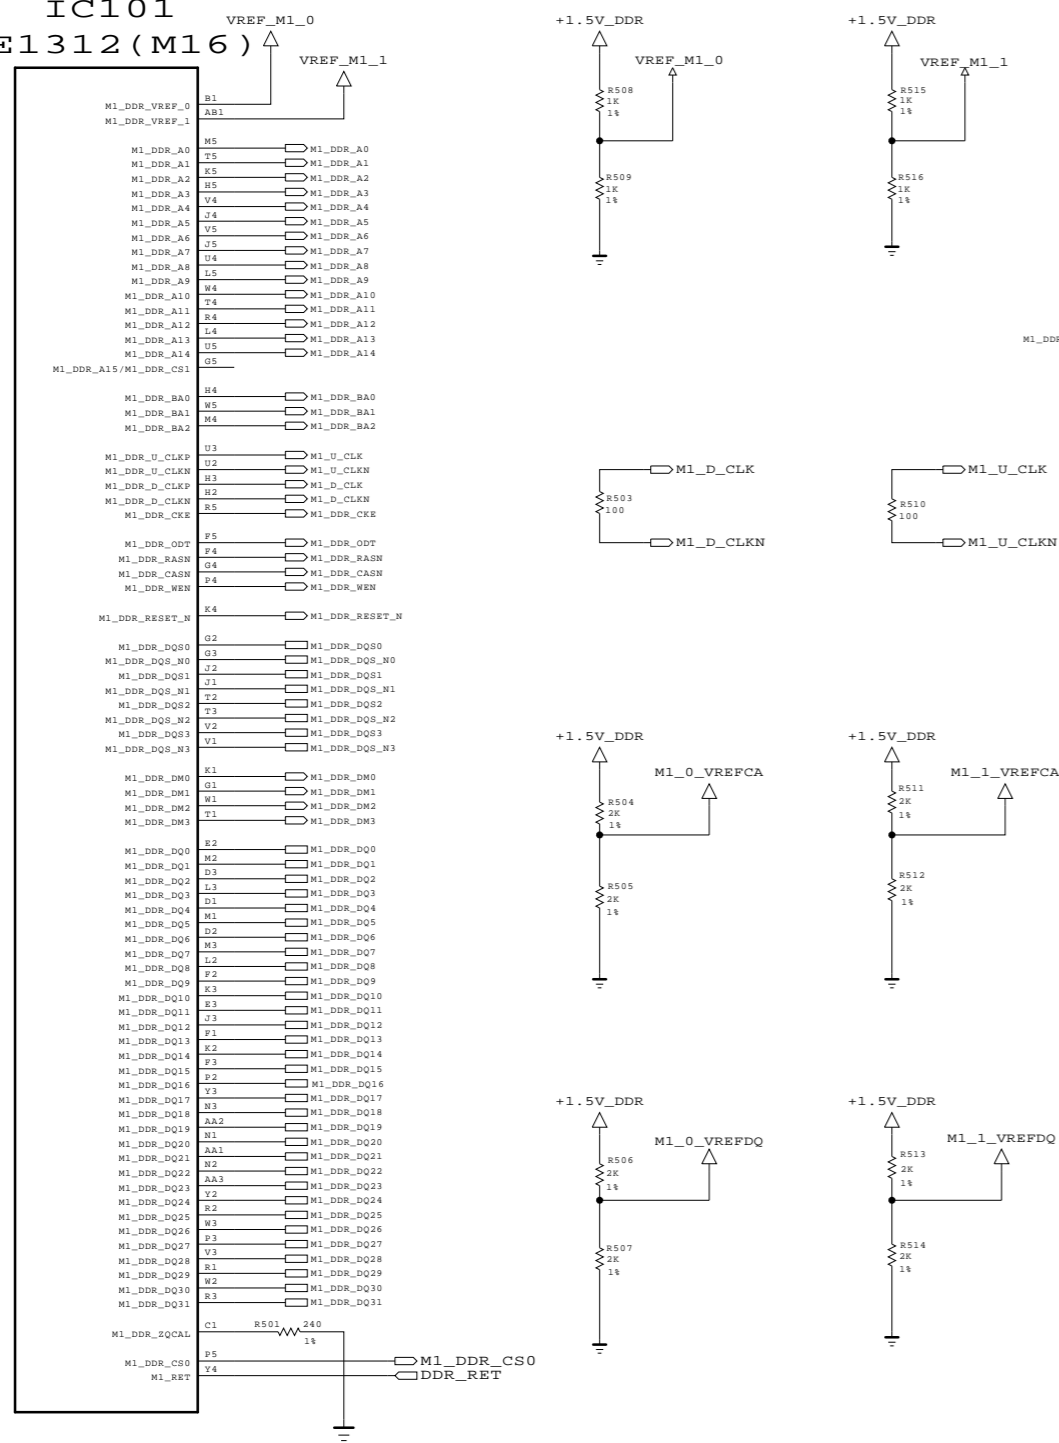 IC101
E1312(M16)
VREF_M1_0
VREF_M1_1
M1_DDR_VREF_0 B1
M1_DDR_VREF_1 AB1
M1_DDR_A0 M5 M1_DDR_A0
M1_DDR_A1 T5 M1_DDR_A1
M1_DDR_A2 K5 M1_DDR_A2
M1_DDR_A3 H5 M1_DDR_A3
M1_DDR_A4 V4 M1_DDR_A4
M1_DDR_A5 J4 M1_DDR_A5
M1_DDR_A6 V5 M1_DDR_A6
M1_DDR_A7 J5 M1_DDR_A7
M1_DDR_A8 U4 M1_DDR_A8
M1_DDR_A9 L5 M1_DDR_A9
M1_DDR_A10 W4 M1_DDR_A10
M1_DDR_A11 T4 M1_DDR_A11
M1_DDR_A12 R4 M1_DDR_A12
M1_DDR_A13 L4 M1_DDR_A13
M1_DDR_A14 U5 M1_DDR_A14
M1_DDR_A15/M1_DDR_CS1 G5
M1_DDR_BA0 H4 M1_DDR_BA0
M1_DDR_BA1 W5 M1_DDR_BA1
M1_DDR_BA2 M4 M1_DDR_BA2
M1_DDR_U_CLKP U3 M1_U_CLK
M1_DDR_U_CLKN U2 M1_U_CLKN
M1_DDR_D_CLKP H3 M1_D_CLK
M1_DDR_D_CLKN H2 M1_D_CLKN
M1_DDR_CKE R5 M1_DDR_CKE
M1_DDR_ODT F5 M1_DDR_ODT
M1_DDR_RASN F4 M1_DDR_RASN
M1_DDR_CASN G4 M1_DDR_CASN
M1_DDR_WEN P4 M1_DDR_WEN
M1_DDR_RESET_N K4 M1_DDR_RESET_N
M1_DDR_DQS0 G2 M1_DDR_DQS0
M1_DDR_DQS_N0 G3 M1_DDR_DQS_N0
M1_DDR_DQS1 J2 M1_DDR_DQS1
M1_DDR_DQS_N1 J1 M1_DDR_DQS_N1
M1_DDR_DQS2 T2 M1_DDR_DQS2
M1_DDR_DQS_N2 T3 M1_DDR_DQS_N2
M1_DDR_DQS3 V2 M1_DDR_DQS3
M1_DDR_DQS_N3 V1 M1_DDR_DQS_N3
M1_DDR_DM0 K1 M1_DDR_DM0
M1_DDR_DM1 G1 M1_DDR_DM1
M1_DDR_DM2 W1 M1_DDR_DM2
M1_DDR_DM3 T1 M1_DDR_DM3
M1_DDR_DQ0 E2 M1_DDR_DQ0
M1_DDR_DQ1 M2 M1_DDR_DQ1
M1_DDR_DQ2 D3 M1_DDR_DQ2
M1_DDR_DQ3 L3 M1_DDR_DQ3
M1_DDR_DQ4 D1 M1_DDR_DQ4
M1_DDR_DQ5 M1 M1_DDR_DQ5
M1_DDR_DQ6 D2 M1_DDR_DQ6
M1_DDR_DQ7 M3 M1_DDR_DQ7
M1_DDR_DQ8 L2 M1_DDR_DQ8
M1_DDR_DQ9 F2 M1_DDR_DQ9
M1_DDR_DQ10 K3 M1_DDR_DQ10
M1_DDR_DQ11 E3 M1_DDR_DQ11
M1_DDR_DQ12 J3 M1_DDR_DQ12
M1_DDR_DQ13 F1 M1_DDR_DQ13
M1_DDR_DQ14 K2 M1_DDR_DQ14
M1_DDR_DQ15 F3 M1_DDR_DQ15
M1_DDR_DQ16 P2 M1_DDR_DQ16
M1_DDR_DQ17 Y3 M1_DDR_DQ17
M1_DDR_DQ18 N3 M1_DDR_DQ18
M1_DDR_DQ19 AA2 M1_DDR_DQ19
M1_DDR_DQ20 N1 M1_DDR_DQ20
M1_DDR_DQ21 AA1 M1_DDR_DQ21
M1_DDR_DQ22 N2 M1_DDR_DQ22
M1_DDR_DQ23 AA3 M1_DDR_DQ23
M1_DDR_DQ24 Y2 M1_DDR_DQ24
M1_DDR_DQ25 R2 M1_DDR_DQ25
M1_DDR_DQ26 W3 M1_DDR_DQ26
M1_DDR_DQ27 P3 M1_DDR_DQ27
M1_DDR_DQ28 V3 M1_DDR_DQ28
M1_DDR_DQ29 R1 M1_DDR_DQ29
M1_DDR_DQ30 W2 M1_DDR_DQ30
M1_DDR_DQ31 R3 M1_DDR_DQ31
M1_DDR_ZQCAL C1 R501 240
1%
M1_DDR_CS0 P5 M1_DDR_CS0
M1_RET Y4 DDR_RET
+1.5V_DDR
VREF_M1_0
R508
1K
1%
R509
1K
1%
+1.5V_DDR
VREF_M1_1
R515
1K
1%
R516
1K
1%
M1_DDR
M1_D_CLK
R503
100
M1_D_CLKN
M1_U_CLK
R510
100
M1_U_CLKN
+1.5V_DDR
M1_0_VREFCA
R504
2K
1%
R505
2K
1%
+1.5V_DDR
M1_1_VREFCA
R511
2K
1%
R512
2K
1%
+1.5V_DDR
M1_0_VREFDQ
R506
2K
1%
R507
2K
1%
+1.5V_DDR
M1_1_VREFDQ
R513
2K
1%
R514
2K
1%